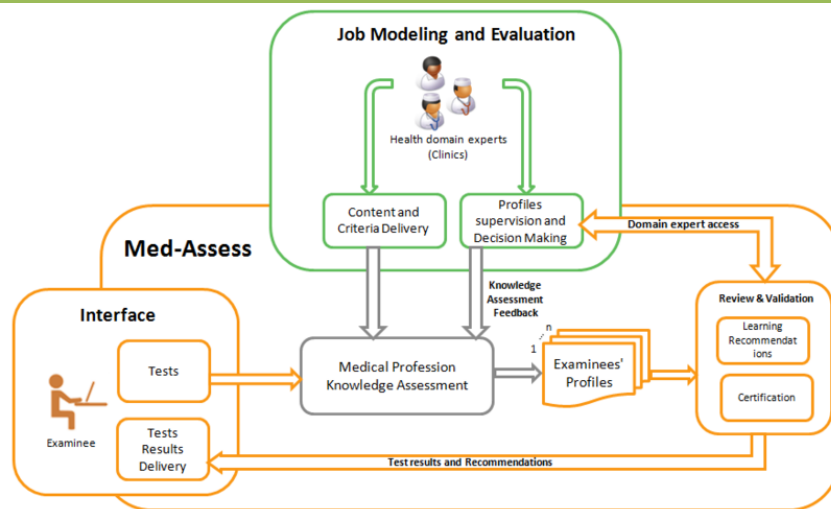 Job Modeling and Evaluation
Health domain experts
(Clinics)
Content and
Criteria Delivery
Profiles
supervision and
Decision Making
Domain expert access
Med-Assess
Knowledge
Assessment
Feedback
Review & Validation
Learning
Recommendat
ions
Certification
Interface
Tests
Examinee
Tests
Results
Delivery
Medical Profession
Knowledge Assessment
1
n
Examinees'
Profiles
Test results and Recommendations